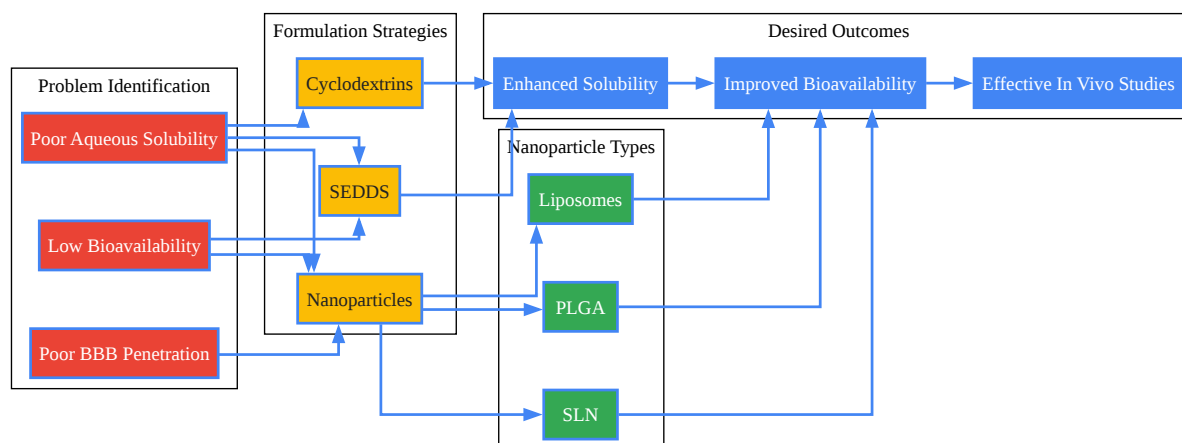 Problem Identification
Poor Aqueous Solubility
Low Bioavailability
Poor BBB Penetration
Formulation Strategies
Cyclodextrins
SEDDS
Nanoparticles
Nanoparticle Types
Liposomes
PLGA
SLN
Desired Outcomes
Enhanced Solubility
Improved Bioavailability
Effective In Vivo Studies